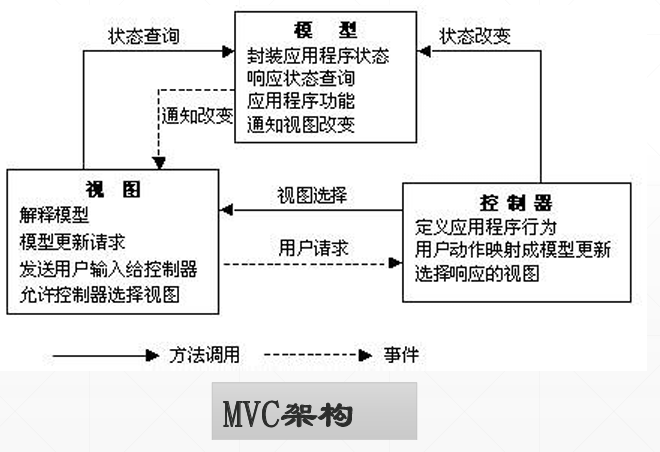 状态查询
模 型
状态改变
封装应用程序状态
响应状态查询
应用程序功能
通知视图改变
通知改变
视 图
解释模型
模型更新请求
发送用户输入给控制器
允许控制器选择视图
视图选择
用户请求
控制器
定义应用程序行为
用户动作映射成模型更新
选择响应的视图
方法调用
事件
MVC架构